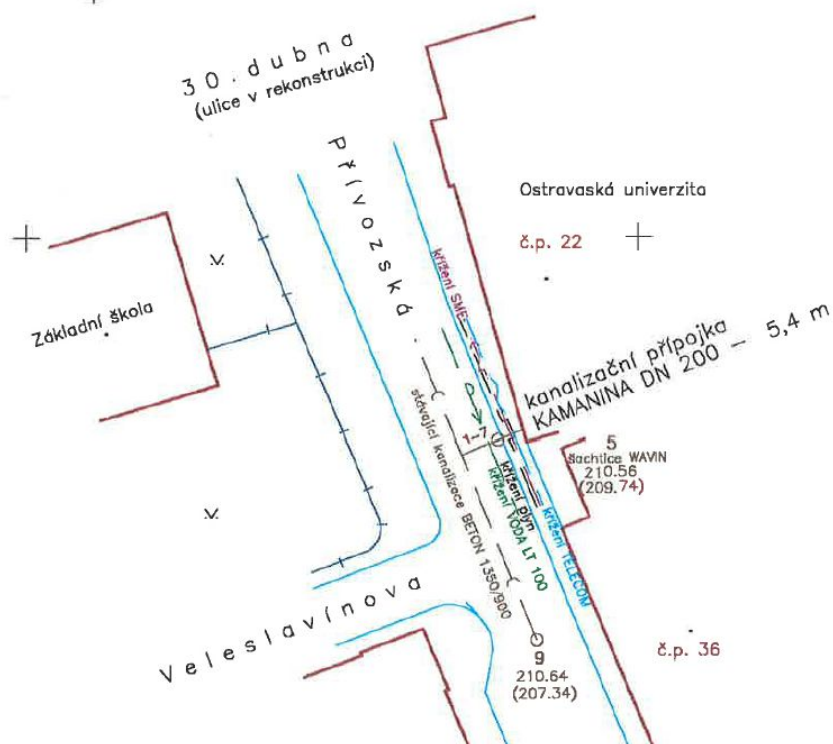 30. dubna
(ulice v rekonstrukci)
Přívozská
Ostravaská univerzita
č.p. 22
křížení SME
Základní škola
kanalizační přípojka
KAMANINA DN 200 – 5,4 m
1-7
5
šachtice WAVIN
210.56
(209.74)
stávající kanalizace BETON 1350/900
křížení plyn
křížení VODA LT 100
křížení TELECOM
Veleslavínova
9
210.64
(207.34)
č.p. 36